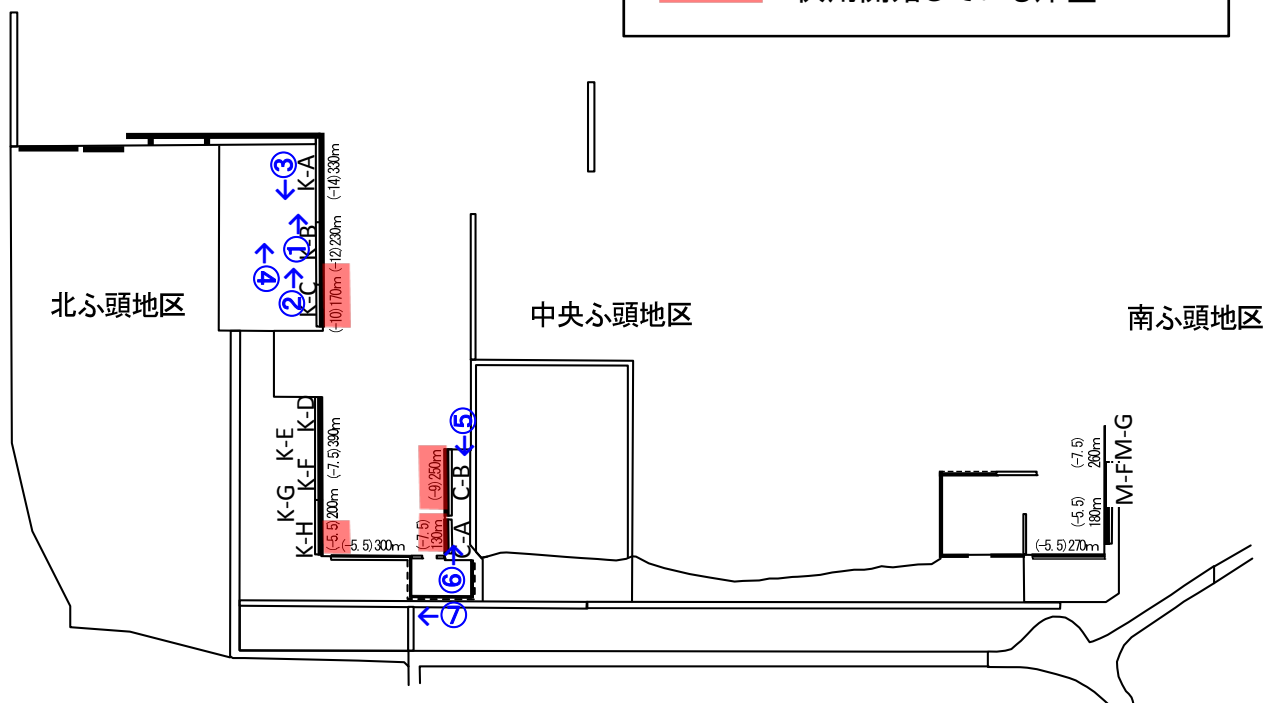 北ふ頭地区
中央ふ頭地区
南ふ頭地区
③
K-A
(-14)330m
①
K-B
(-12)230m
④
②
K-C
(-10)170m
K-D
K-E
K-F
(-7.5)390m
K-G
K-H
(-5.5)200m
(-5.5)300m
⑤
C-B
(-9)250m
C-A
(-7.5)
130m
⑥
⑦
M-G
M-F
(-7.5)
260m
(-5.5)
180m
(-5.5)270m